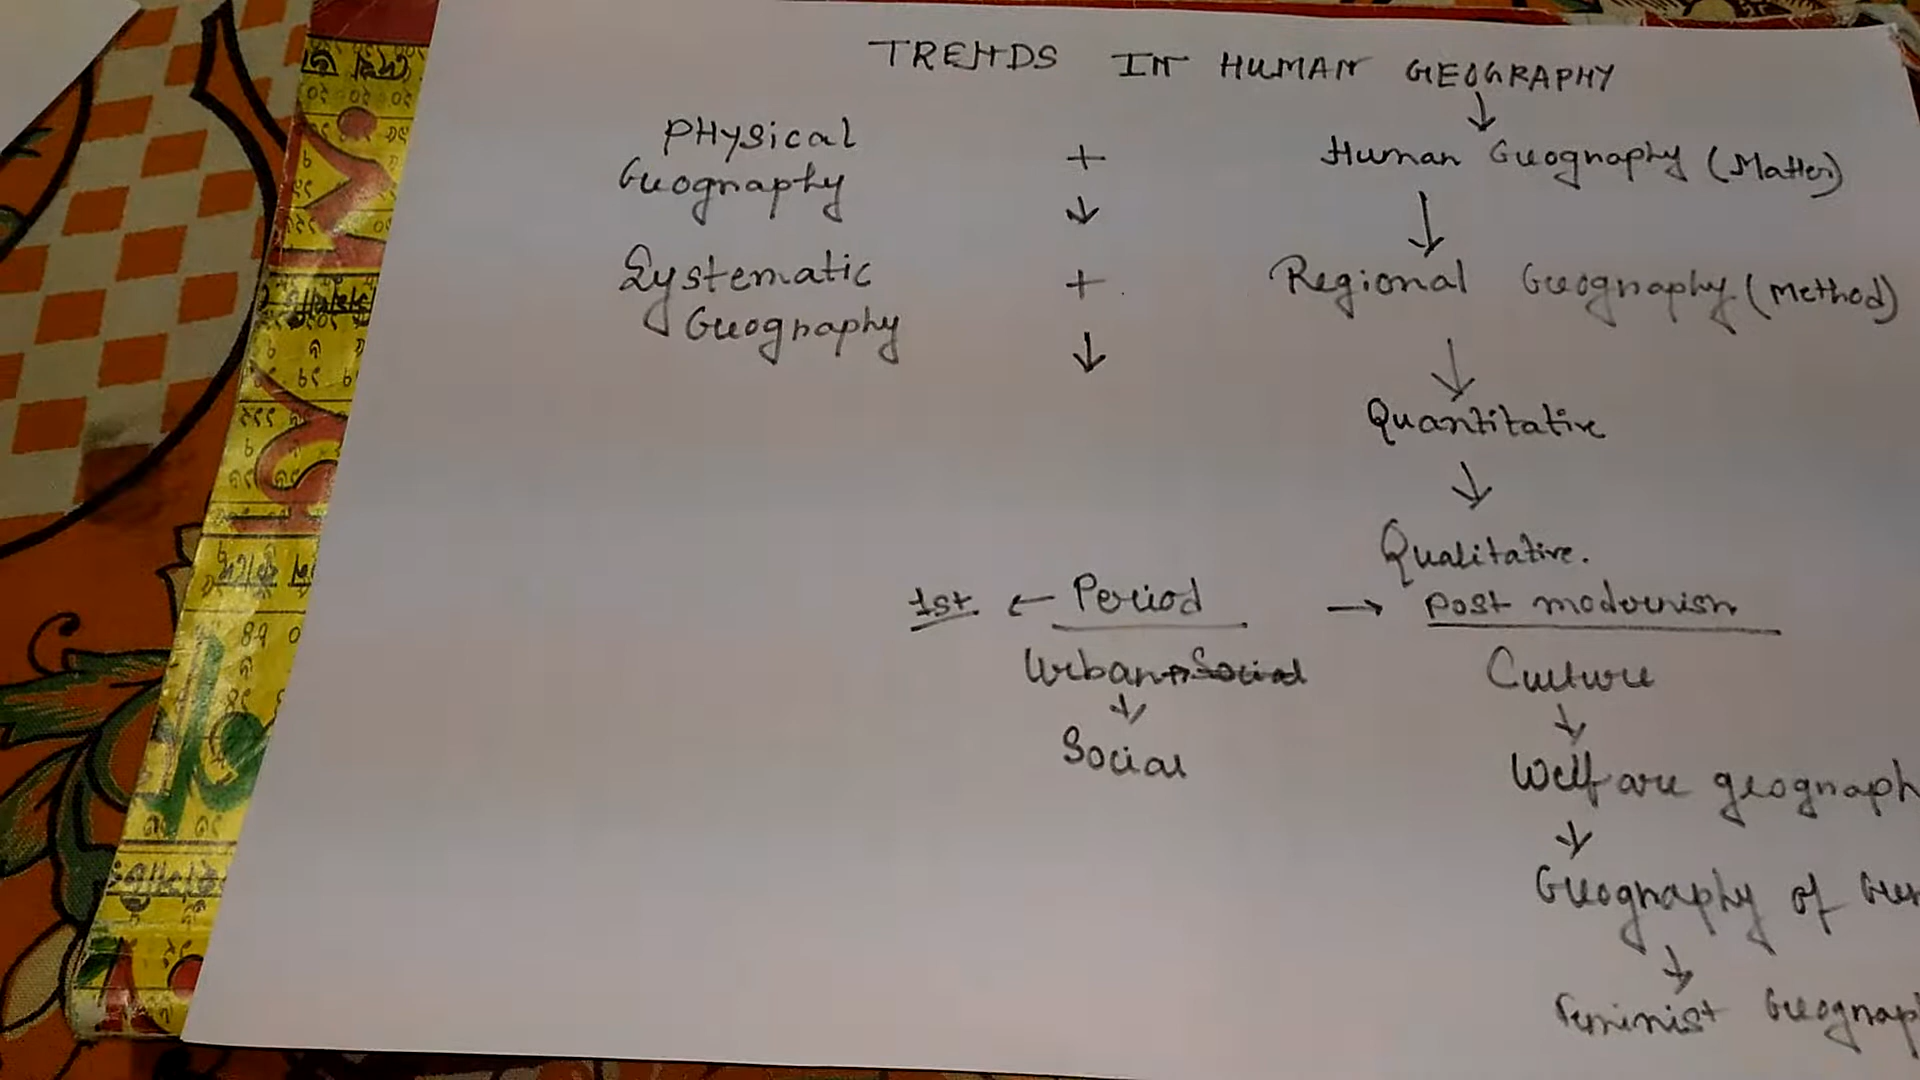 TRENDS IN HUMAN GEOGRAPHY
↓
Physical + Human Geography (Matter)
Geography ↓ ↓
Systematic + Regional Geography (Method)
Geography ↓ ↓
Quantitative
↓
Qualitative.
1st. ← Period → Post modernism
Urban Culture
↓ ↓
Social Welfare geograph
↓
Geography of
↓
Feminist Geograp